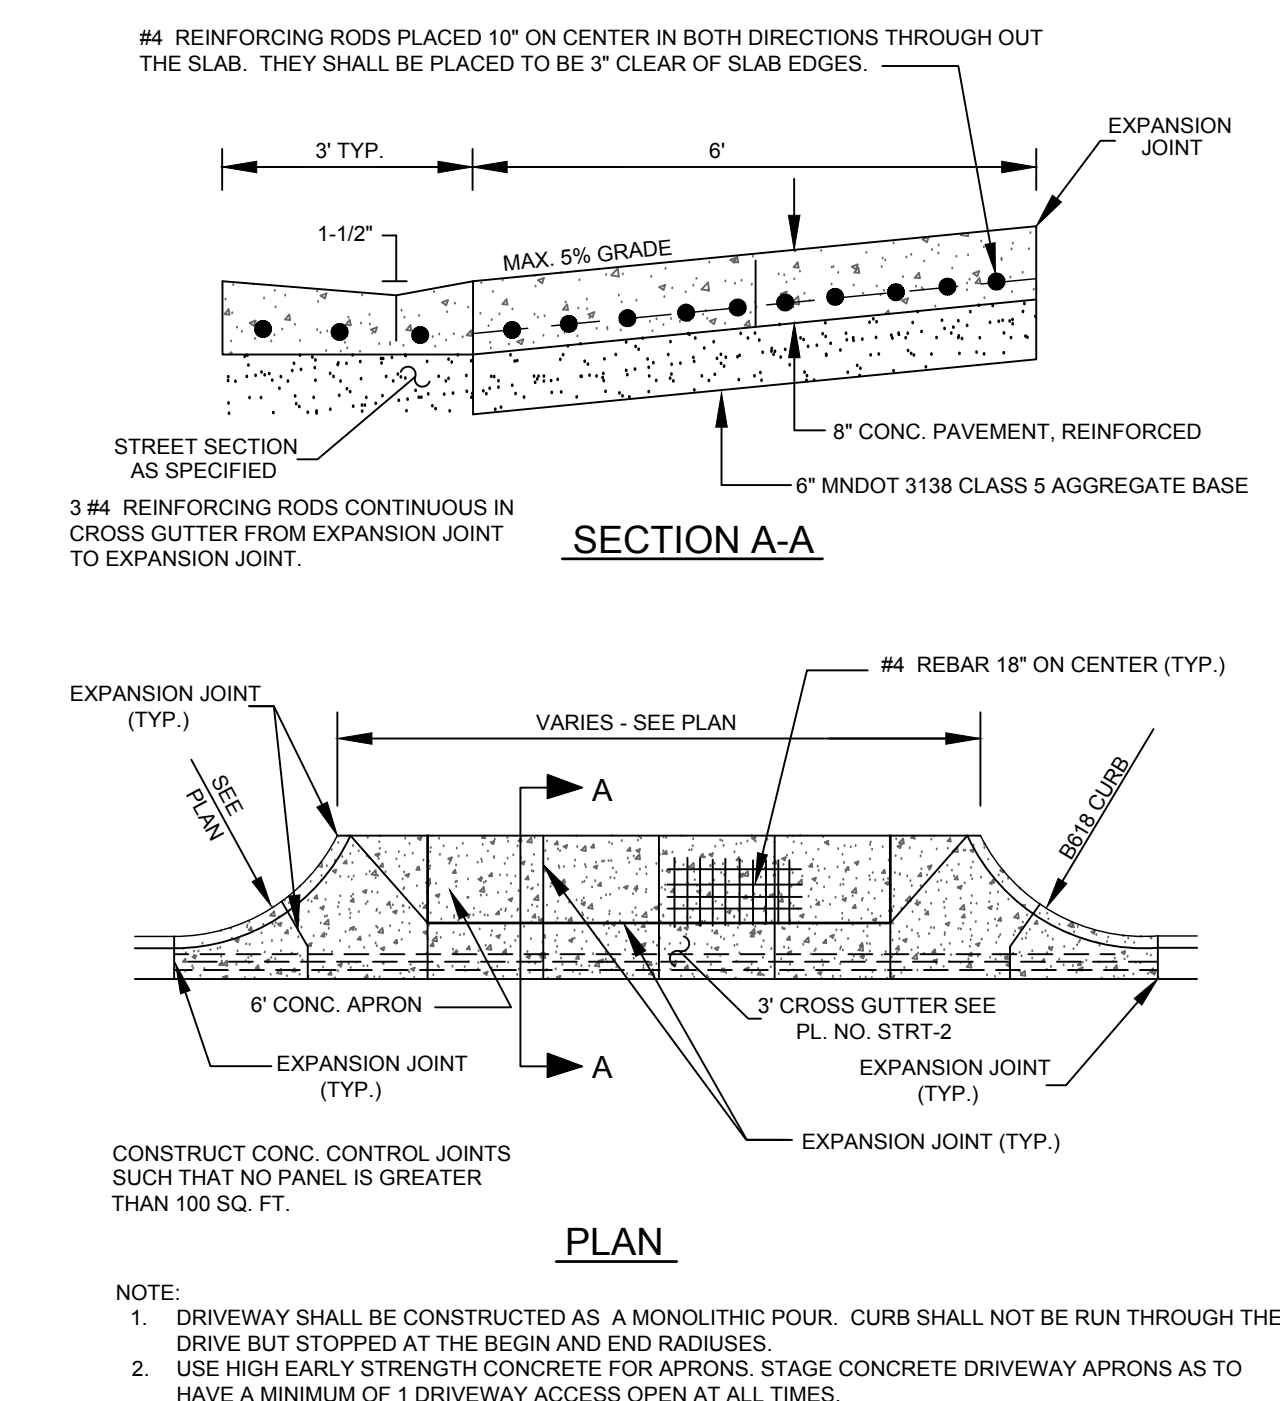 #4 REINFORCING RODS PLACED 10" ON CENTER IN BOTH DIRECTIONS THROUGH OUT
THE SLAB. THEY SHALL BE PLACED TO BE 3" CLEAR OF SLAB EDGES.
EXPANSION
JOINT
3' TYP.
6'
1-1/2"
MAX. 5% GRADE
STREET SECTION
AS SPECIFIED
8" CONC. PAVEMENT, REINFORCED
6" MNDOT 3138 CLASS 5 AGGREGATE BASE
3 #4 REINFORCING RODS CONTINUOUS IN
CROSS GUTTER FROM EXPANSION JOINT
TO EXPANSION JOINT.
SECTION A-A
#4 REBAR 18" ON CENTER (TYP.)
EXPANSION JOINT
(TYP.)
VARIES - SEE PLAN
SEE
PLAN
B618 CURB
A
6' CONC. APRON
3' CROSS GUTTER SEE
PL. NO. STRT-2
EXPANSION JOINT
(TYP.)
A
EXPANSION JOINT
(TYP.)
EXPANSION JOINT (TYP.)
CONSTRUCT CONC. CONTROL JOINTS
SUCH THAT NO PANEL IS GREATER
THAN 100 SQ. FT.
PLAN
NOTE:
1. DRIVEWAY SHALL BE CONSTRUCTED AS A MONOLITHIC POUR. CURB SHALL NOT BE RUN THROUGH THE
DRIVE BUT STOPPED AT THE BEGIN AND END RADIUSES.
2. USE HIGH EARLY STRENGTH CONCRETE FOR APRONS. STAGE CONCRETE DRIVEWAY APRONS AS TO
HAVE A MINIMUM OF 1 DRIVEWAY ACCESS OPEN AT ALL TIMES.